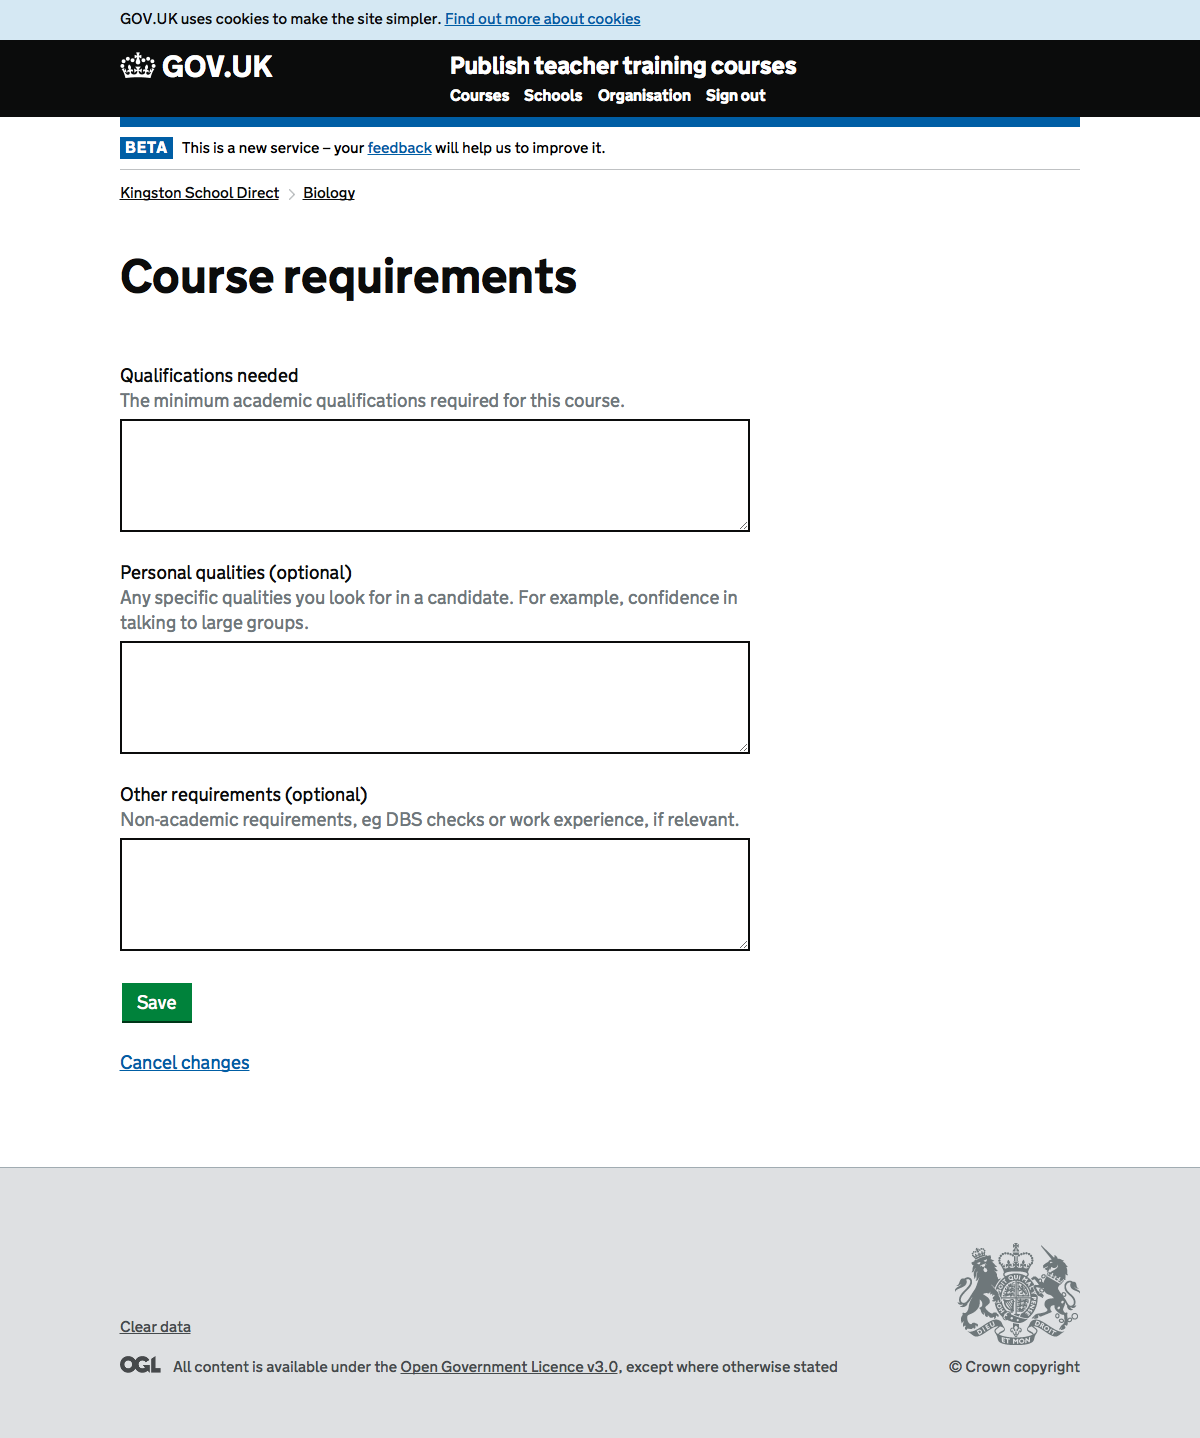 GOV.UK uses cookies to make the site simpler. Find out more about cookies
GOV.UK
Publish teacher training courses
Courses Schools Organisation Sign out
BETA This is a new service – your feedback will help us to improve it.
Kingston School Direct Biology
Course requirements
Qualifications needed
The minimum academic qualifications required for this course.
Personal qualities (optional)
Any specific qualities you look for in a candidate. For example, confidence in
talking to large groups.
Other requirements (optional)
Non-academic requirements, eg DBS checks or work experience, if relevant.
Save
Cancel changes
Clear data
DIEU ET MON DROIT
OGL All content is available under the Open Government Licence v3.0, except where otherwise stated
© Crown copyright